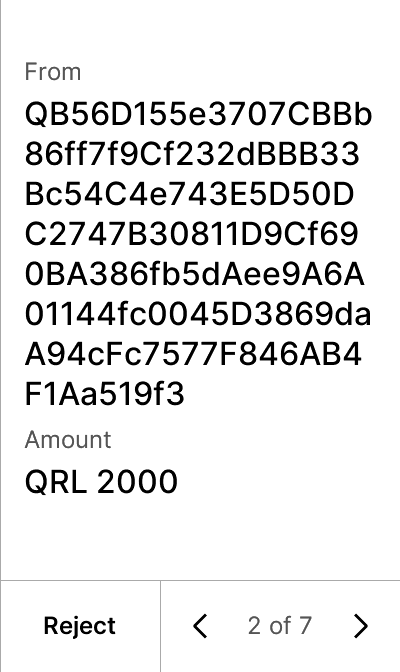 From
QB56D155e3707CBBb
86ff7f9Cf232dBBB33
Bc54C4e743E5D50D
C2747B30811D9Cf69
0BA386fb5dAee9A6A
01144fc0045D3869da
A94cFc7577F846AB4
F1Aa519f3
Amount
QRL 2000
Reject
2 of 7